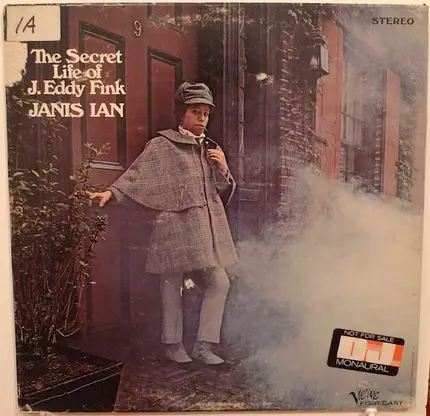 1A
STEREO
9
The Secret
Life of
J. Eddy Fink
JANIS IAN
NOT FOR SALE
MONAURAL
Verve
FORECAST